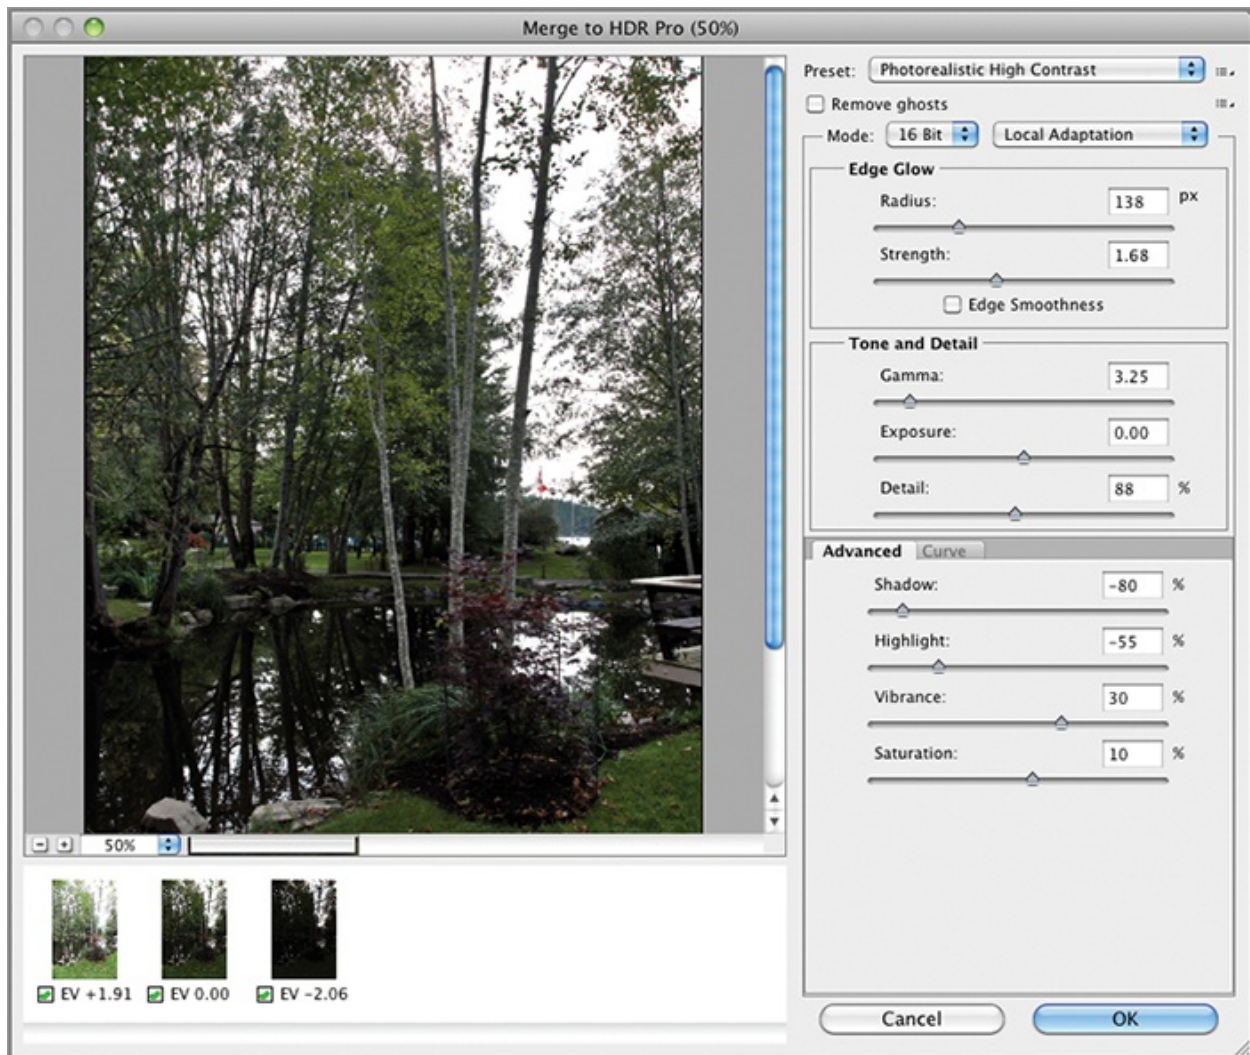 Merge to HDR Pro (50%)
Preset: Photorealistic High Contrast
Remove ghosts
Mode: 16 Bit Local Adaptation
Edge Glow
Radius: 138 px
Strength: 1.68
Edge Smoothness
Tone and Detail
Gamma: 3.25
Exposure: 0.00
Detail: 88 %
Advanced Curve
Shadow: -80 %
Highlight: -55 %
Vibrance: 30 %
Saturation: 10 %
50%
EV +1.91 EV 0.00 EV -2.06
Cancel OK